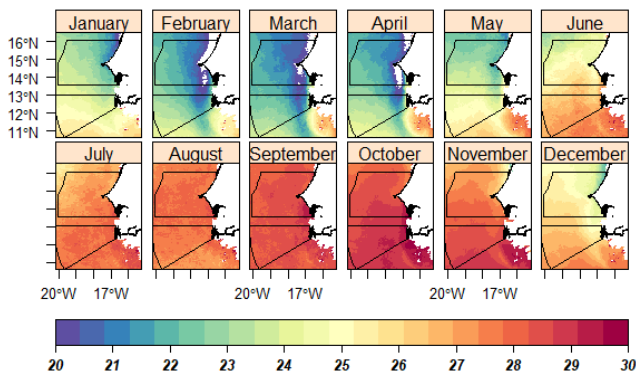 January February March April May June
16°N
15°N
14°N
13°N
12°N
11°N
July August September October November December
20°W 17°W 20°W 17°W 20°W 17°W
20 21 22 23 24 25 26 27 28 29 30